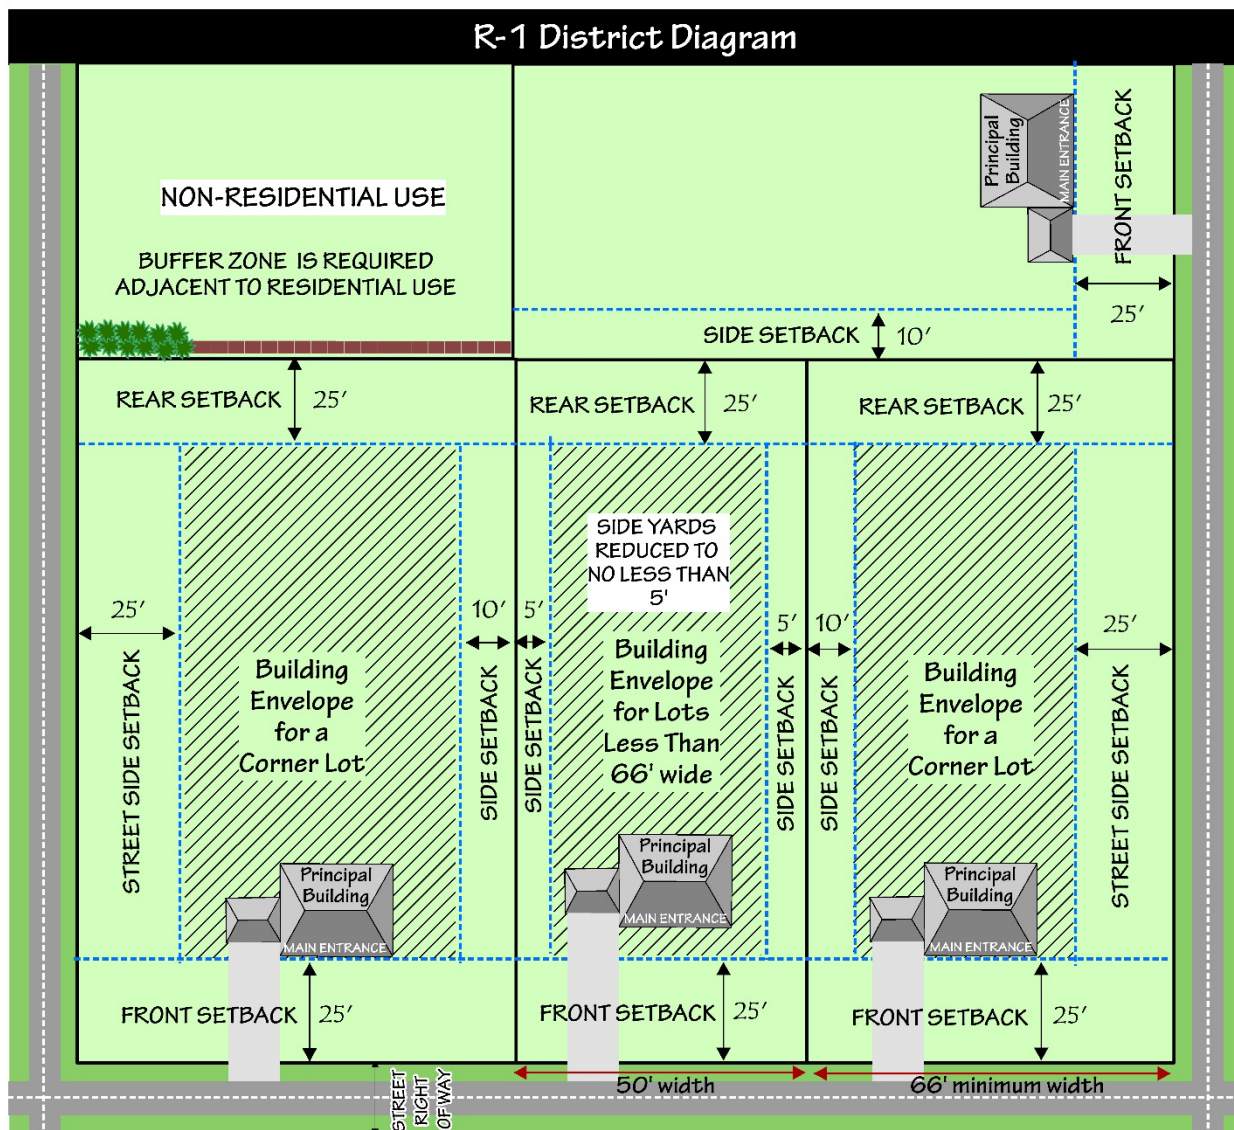 R-1 District Diagram
NON-RESIDENTIAL USE
BUFFER ZONE IS REQUIRED
ADJACENT TO RESIDENTIAL USE
Principal
Building
MAIN ENTRANCE
FRONT SETBACK
25'
SIDE SETBACK
10'
REAR SETBACK
25'
REAR SETBACK
25'
REAR SETBACK
25'
SIDE YARDS
REDUCED TO
NO LESS THAN
5'
25'
10'
5'
5'
10'
25'
STREET SIDE SETBACK
Building
Envelope
for a
Corner Lot
SIDE SETBACK
SIDE SETBACK
Building
Envelope
for Lots
Less Than
66' wide
SIDE SETBACK
SIDE SETBACK
Building
Envelope
for a
Corner Lot
STREET SIDE SETBACK
Principal
Building
MAIN ENTRANCE
Principal
Building
MAIN ENTRANCE
Principal
Building
MAIN ENTRANCE
FRONT SETBACK
25'
FRONT SETBACK
25'
FRONT SETBACK
25'
50' width
66' minimum width
STREET
RIGHT
OF WAY